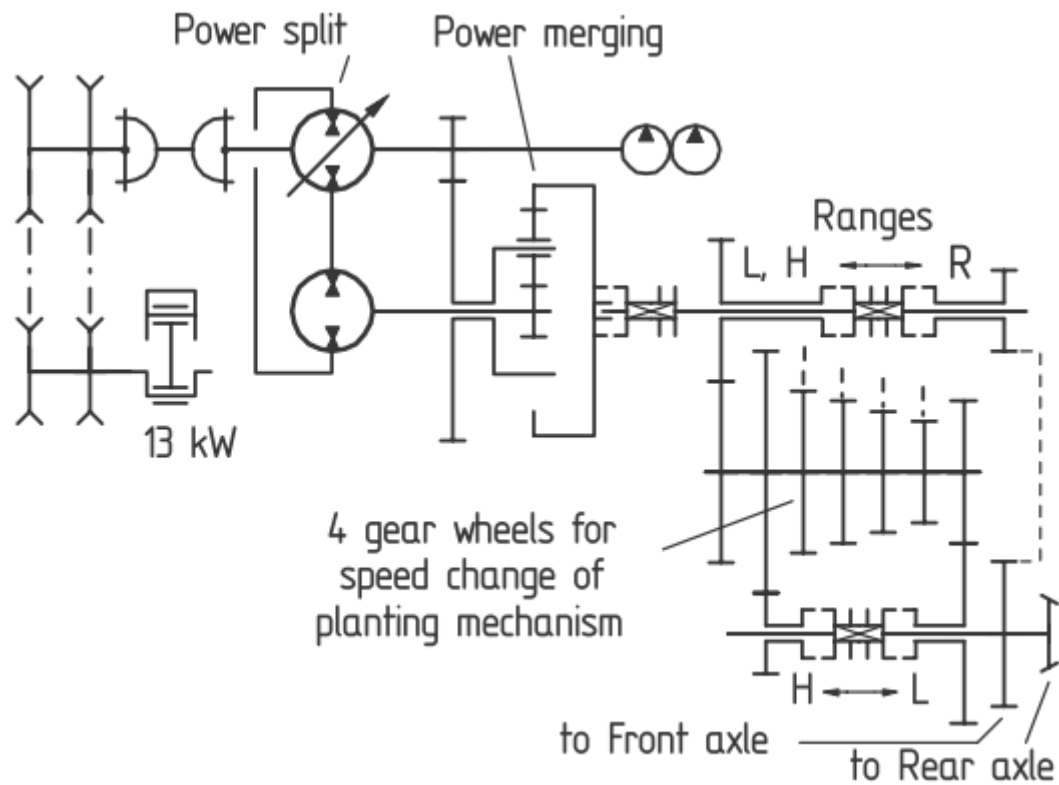 Power split
Power merging
Ranges
L, H
R
13 kW
4 gear wheels for
speed change of
planting mechanism
H
L
to Front axle
to Rear axle